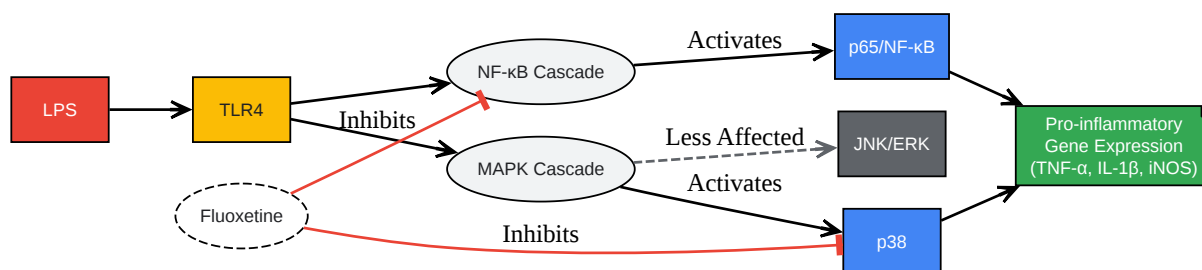 LPS
TLR4
Fluoxetine
Inhibits
Inhibits
NF-κB Cascade
MAPK Cascade
Activates
Less Affected
Activates
p65/NF-κB
JNK/ERK
p38
Pro-inflammatory
Gene Expression
(TNF-α, IL-1β, iNOS)